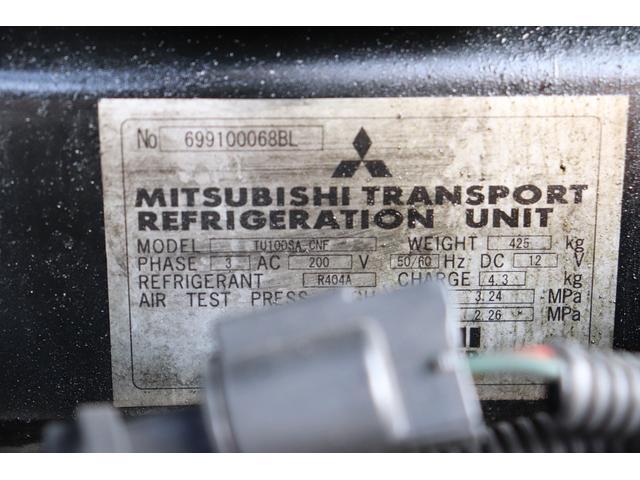 No 699100068BL
MITSUBISHI TRANSPORT
REFRIGERATION UNIT
MODEL TU100SA_CNF WEIGHT 425 kg
PHASE 3 AC 200 V 50/60 Hz DC 12 V
REFRIGERANT R404A CHARGE 4.3 kg
AIR TEST PRESS 3.24 MPa
2.26 MPa